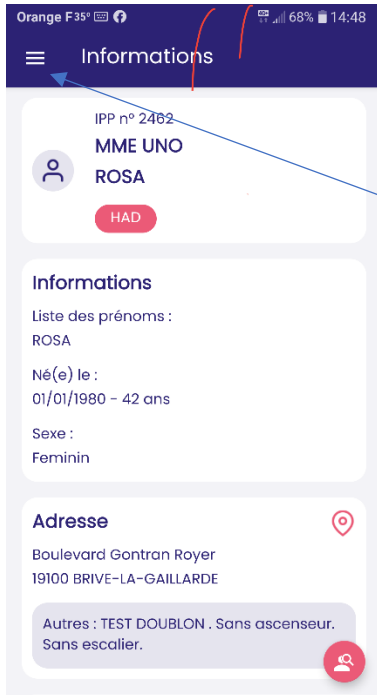 Orange F 35° 68% 14:48
Informations
IPP n° 2462
MME UNO
ROSA
HAD
Informations
Liste des prénoms :
ROSA
Né(e) le :
01/01/1980 - 42 ans
Sexe :
Feminin
Adresse
Boulevard Gontran Royer
19100 BRIVE-LA-GAILLARDE
Autres : TEST DOUBLON . Sans ascenseur.
Sans escalier.